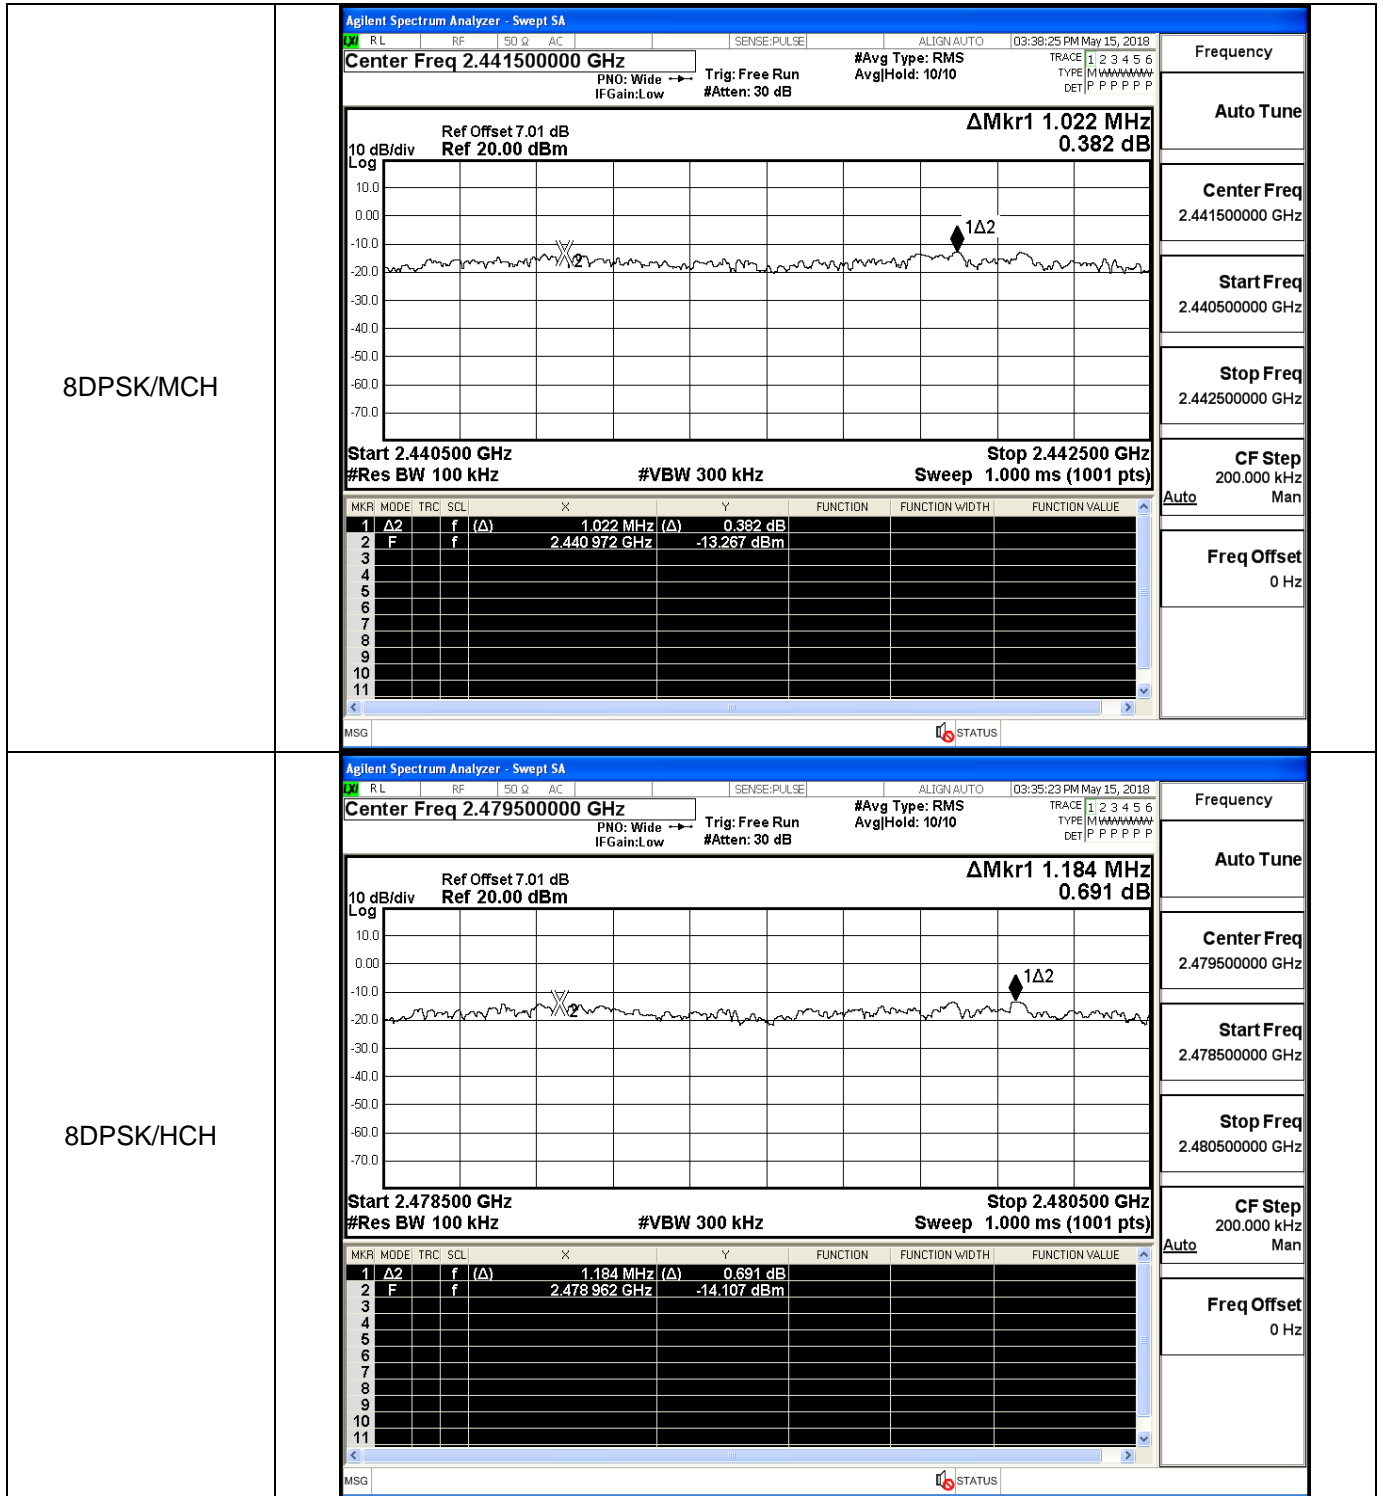 8DPSK/MCH
Agilent Spectrum Analyzer - Swept SA
LXI RL RF 50 Ω AC SENSE:PULSE ALIGN AUTO 03:38:25 PM May 15, 2018
Center Freq 2.441500000 GHz
PNO: Wide
IFGain:Low
Trig: Free Run
#Atten: 30 dB
#Avg Type: RMS
Avg|Hold: 10/10
TRACE 1 2 3 4 5 6
TYPE M WWWWW
DET P P P P P P
ΔMkr1 1.022 MHz
0.382 dB
Ref Offset 7.01 dB
10 dB/div Ref 20.00 dBm
Log
10.0
0.00
-10.0
-20.0
-30.0
-40.0
-50.0
-60.0
-70.0
1Δ2
2
Start 2.440500 GHz Stop 2.442500 GHz
#Res BW 100 kHz #VBW 300 kHz Sweep 1.000 ms (1001 pts)
MKR MODE TRC SCL X Y FUNCTION FUNCTION WIDTH FUNCTION VALUE
1 Δ2 f (Δ) 1.022 MHz (Δ) 0.382 dB
2 F f 2.440 972 GHz -13.267 dBm
3
4
5
6
7
8
9
10
11
MSG STATUS
Frequency
Auto Tune
Center Freq
2.441500000 GHz
Start Freq
2.440500000 GHz
Stop Freq
2.442500000 GHz
CF Step
200.000 kHz
Auto Man
Freq Offset
0 Hz
8DPSK/HCH
Agilent Spectrum Analyzer - Swept SA
LXI RL RF 50 Ω AC SENSE:PULSE ALIGN AUTO 03:35:23 PM May 15, 2018
Center Freq 2.479500000 GHz
PNO: Wide
IFGain:Low
Trig: Free Run
#Atten: 30 dB
#Avg Type: RMS
Avg|Hold: 10/10
TRACE 1 2 3 4 5 6
TYPE M WWWWW
DET P P P P P P
ΔMkr1 1.184 MHz
0.691 dB
Ref Offset 7.01 dB
10 dB/div Ref 20.00 dBm
Log
10.0
0.00
-10.0
-20.0
-30.0
-40.0
-50.0
-60.0
-70.0
1Δ2
2
Start 2.478500 GHz Stop 2.480500 GHz
#Res BW 100 kHz #VBW 300 kHz Sweep 1.000 ms (1001 pts)
MKR MODE TRC SCL X Y FUNCTION FUNCTION WIDTH FUNCTION VALUE
1 Δ2 f (Δ) 1.184 MHz (Δ) 0.691 dB
2 F f 2.478 962 GHz -14.107 dBm
3
4
5
6
7
8
9
10
11
MSG STATUS
Frequency
Auto Tune
Center Freq
2.479500000 GHz
Start Freq
2.478500000 GHz
Stop Freq
2.480500000 GHz
CF Step
200.000 kHz
Auto Man
Freq Offset
0 Hz